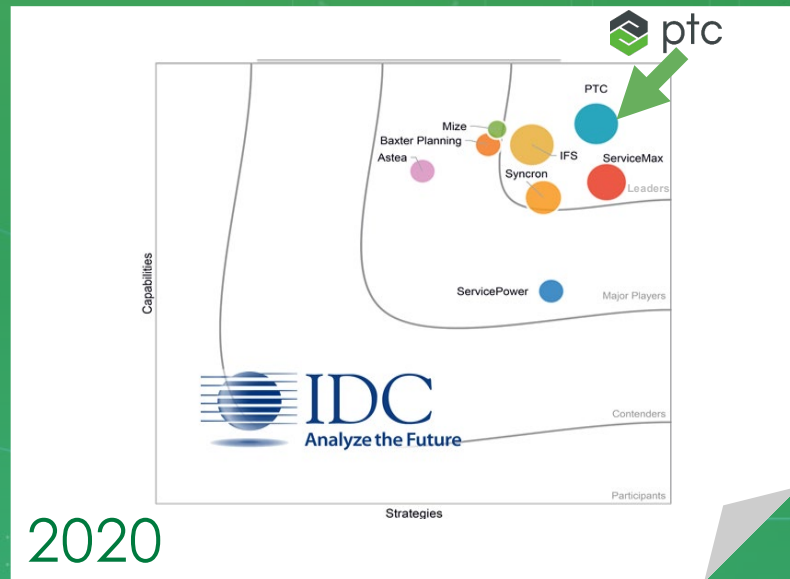 ptc
PTC
Mize
Baxter Planning
IFS
Astea
ServiceMax
Syncron
Leaders
Capabilities
ServicePower
Major Players
IDC
Analyze the Future
Contenders
Participants
Strategies
2020